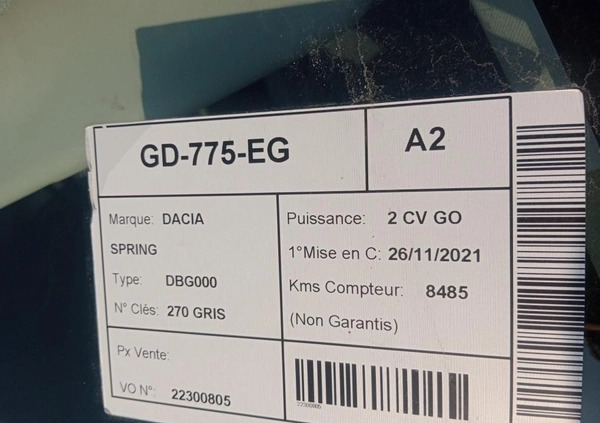 GD-775-EG
A2
Marque: DACIA
SPRING
Type: DBG000
N° Clés: 270 GRIS
Puissance: 2 CV GO
1°Mise en C: 26/11/2021
Kms Compteur: 8485
(Non Garantis)
Px Vente:
VO N°: 22300805
22300805